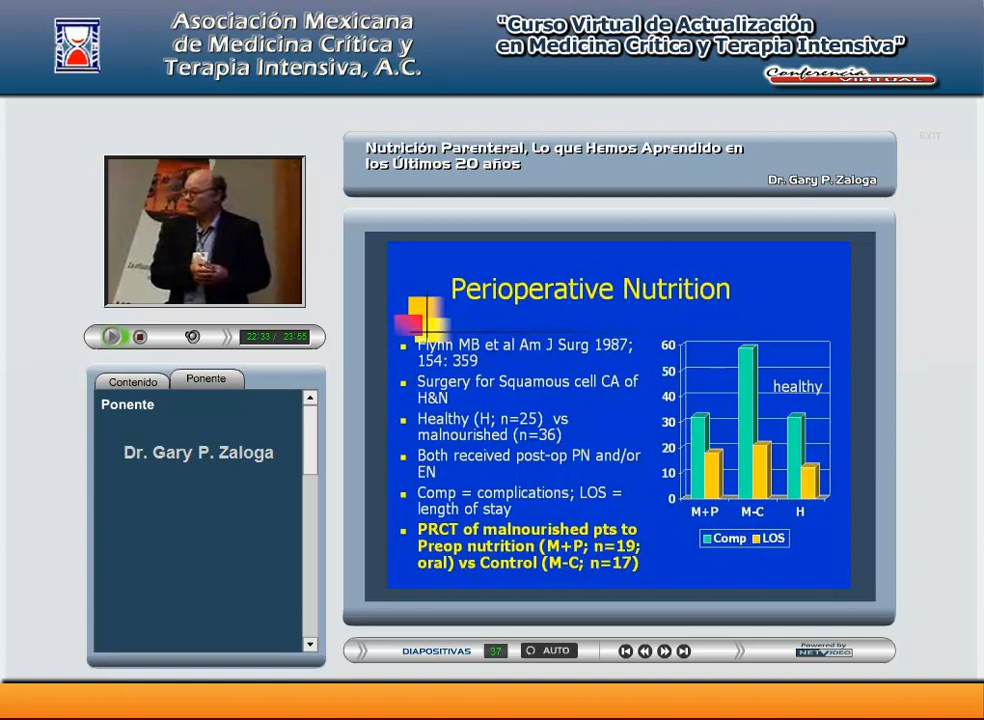 Asociación Mexicana
de Medicina Crítica y
Terapia Intensiva, A.C.
"Curso Virtual de Actualización
en Medicina Crítica y Terapia Intensiva"
Conferencia
VIRTUAL
EXIT
Nutrición Parenteral, Lo que Hemos Aprendido en
los Últimos 20 años
Dr. Gary P. Zaloga
22:33 / 23:55
Contenido
Ponente
Ponente
Dr. Gary P. Zaloga
Perioperative Nutrition
Flynn MB et al Am J Surg 1987;
154: 359
Surgery for Squamous cell CA of
H&N
Healthy (H; n=25) vs
malnourished (n=36)
Both received post-op PN and/or
EN
Comp = complications; LOS =
length of stay
PRCT of malnourished pts to
Preop nutrition (M+P; n=19;
oral) vs Control (M-C; n=17)
60
50
40
30
20
10
0
healthy
M+P M-C H
Comp LOS
DIAPOSITIVAS 37 AUTO
Powered by
NETVIDEO